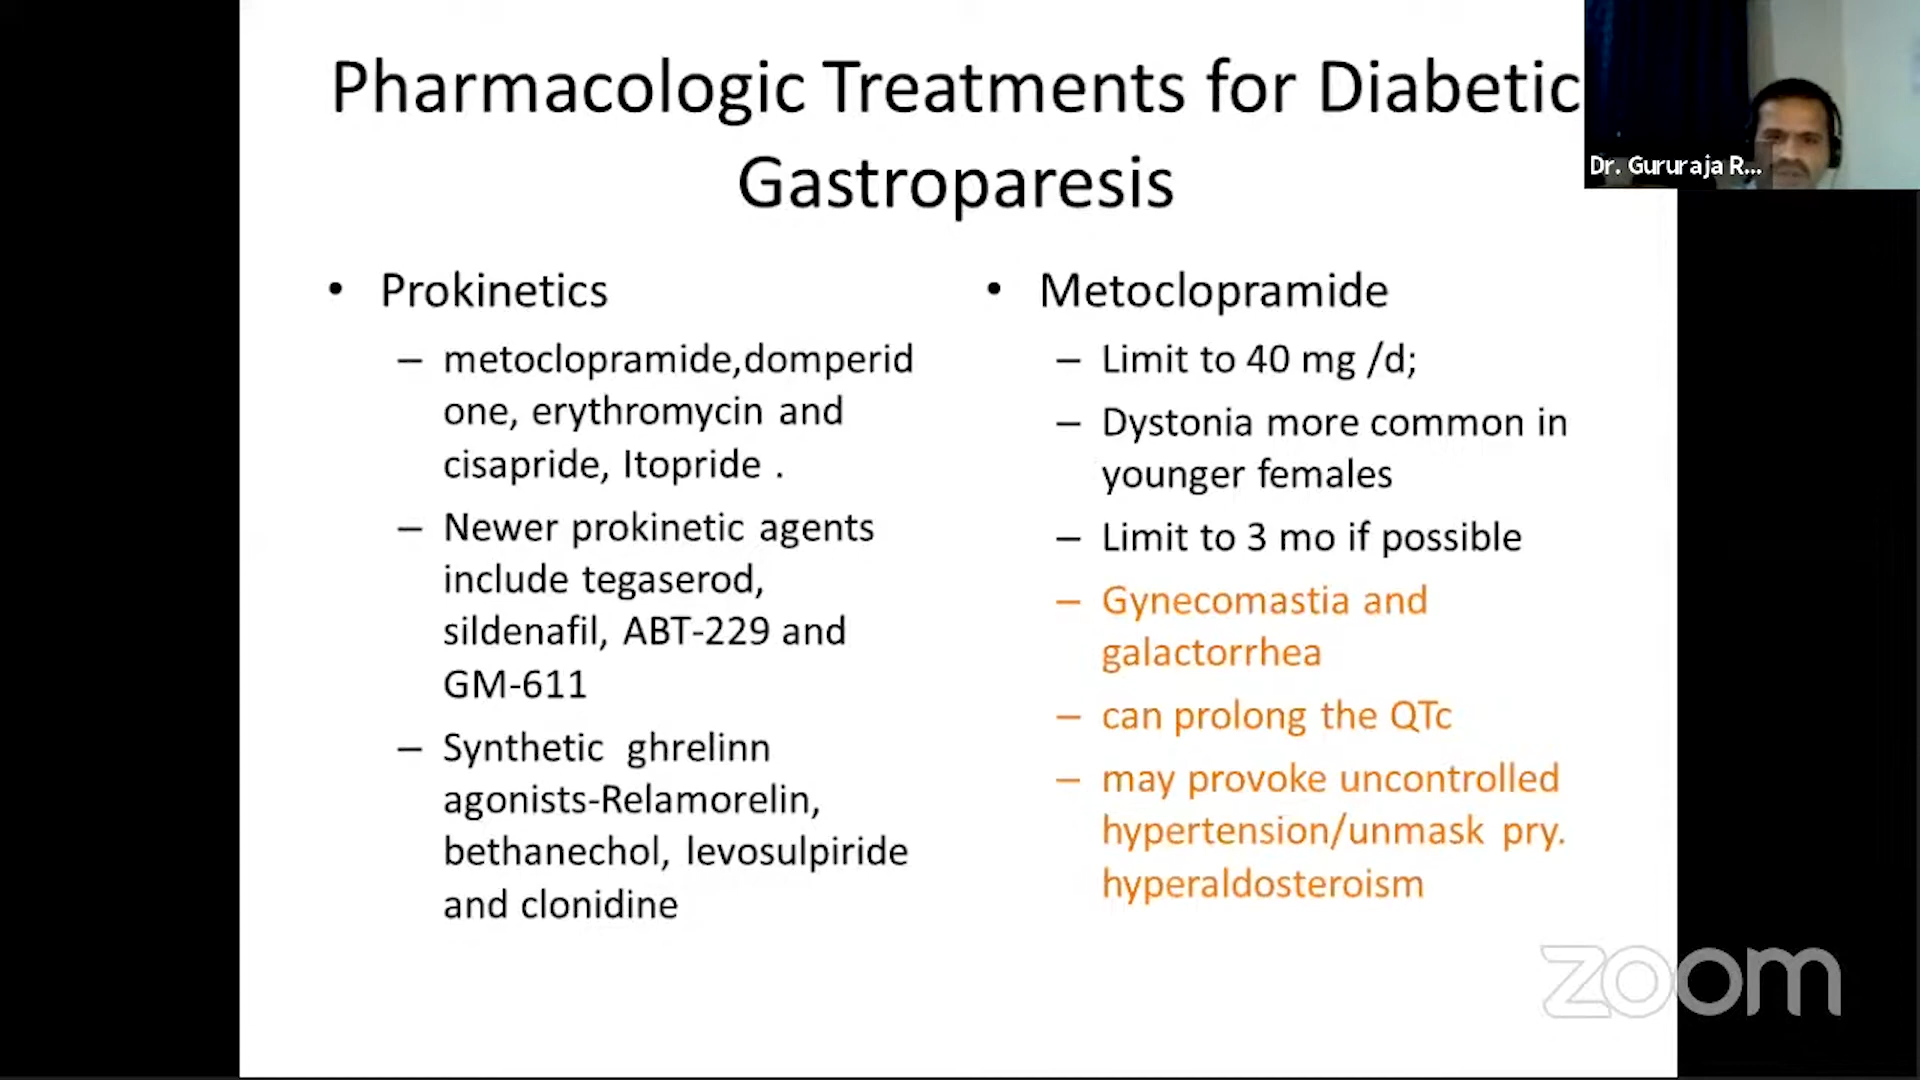 Pharmacologic Treatments for Diabetic
Gastroparesis
Dr. Gururaja R...
• Prokinetics
– metoclopramide,domperid
one, erythromycin and
cisapride, Itopride .
– Newer prokinetic agents
include tegaserod,
sildenafil, ABT-229 and
GM-611
– Synthetic ghrelinn
agonists-Relamorelin,
bethanechol, levosulpiride
and clonidine
• Metoclopramide
– Limit to 40 mg /d;
– Dystonia more common in
younger females
– Limit to 3 mo if possible
– Gynecomastia and
galactorrhea
– can prolong the QTc
– may provoke uncontrolled
hypertension/unmask pry.
hyperaldosteroism
zoom